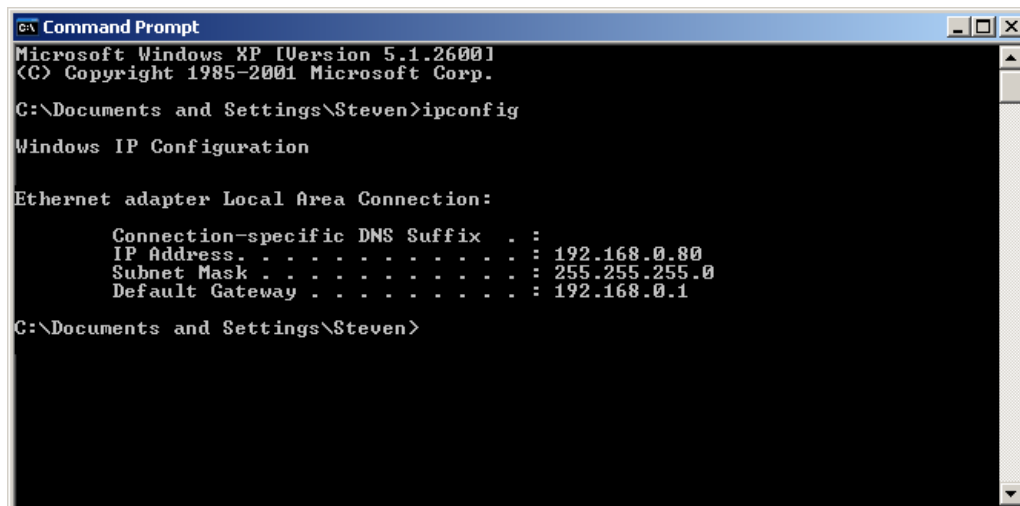 Command Prompt
Microsoft Windows XP [Version 5.1.2600]
(C) Copyright 1985-2001 Microsoft Corp.
C:\Documents and Settings\Steven>ipconfig
Windows IP Configuration
Ethernet adapter Local Area Connection:
Connection-specific DNS Suffix . :
IP Address. . . . . . . . . . . . : 192.168.0.80
Subnet Mask . . . . . . . . . . . : 255.255.255.0
Default Gateway . . . . . . . . . : 192.168.0.1
C:\Documents and Settings\Steven>